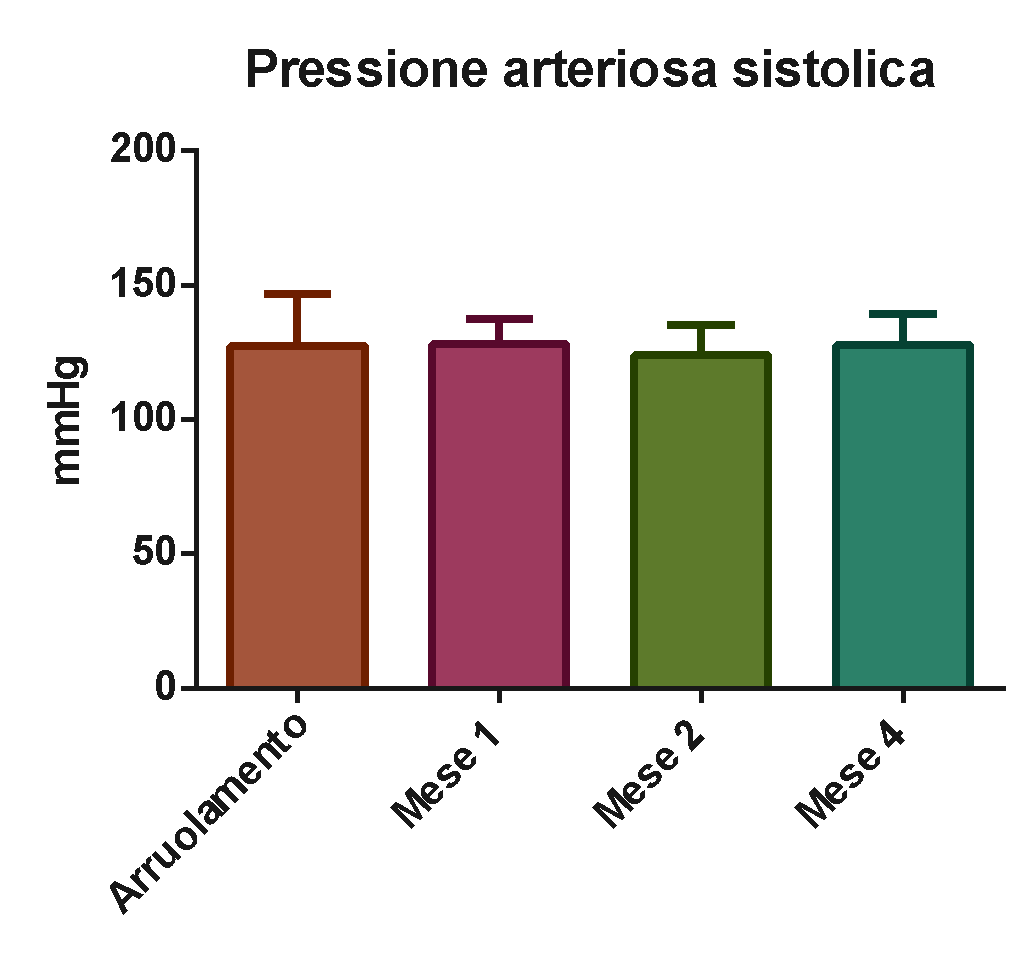 Pressione arteriosa sistolica
200
150
100
50
0
mmHg
Arruolamento
Mese 1
Mese 2
Mese 4